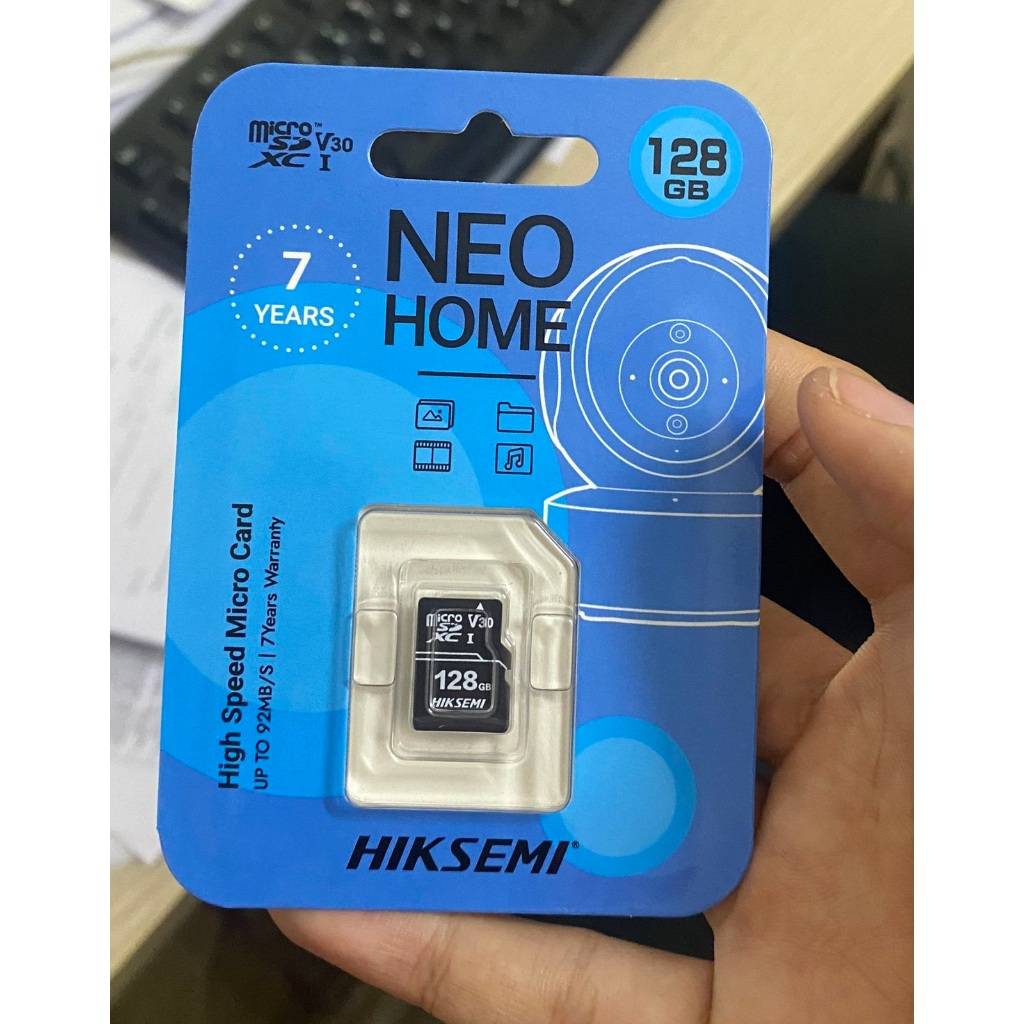 micro™
SD V30
XC I
128
GB
NEO
HOME
7
YEARS
High Speed Micro Card
UP TO 92MB/S | 7Years Warranty
micro
SD V30
XC I
128GB
HIKSEMI
HIKSEMI®